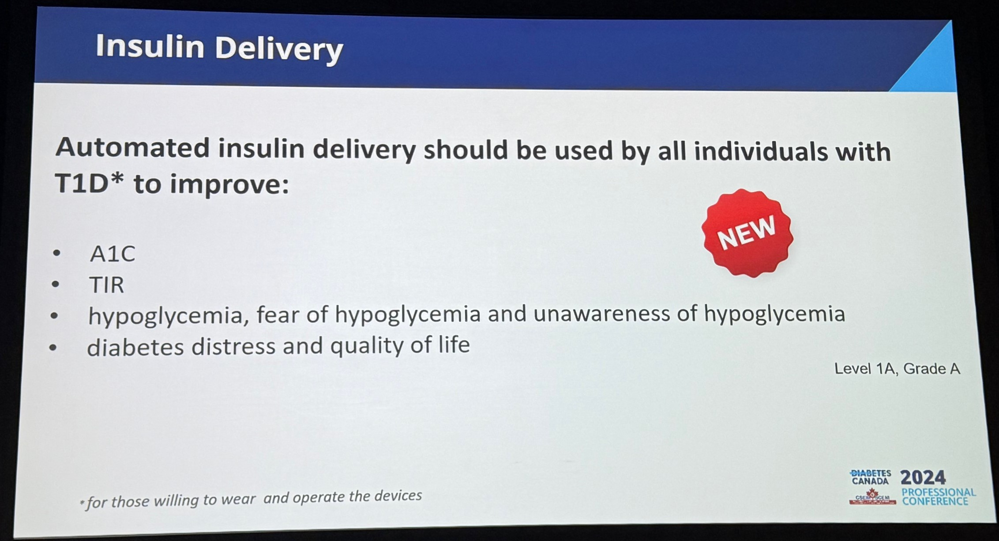 Insulin Delivery
Automated insulin delivery should be used by all individuals with
T1D* to improve:
NEW
• A1C
• TIR
• hypoglycemia, fear of hypoglycemia and unawareness of hypoglycemia
• diabetes distress and quality of life
Level 1A, Grade A
*for those willing to wear and operate the devices
DIABETES
CANADA
CSEM SCEM
2024
PROFESSIONAL
CONFERENCE